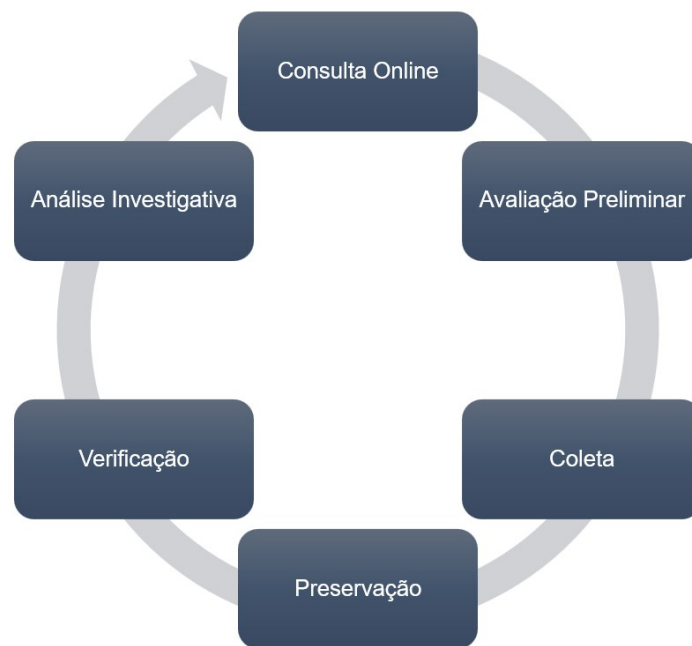 Consulta Online
Avaliação Preliminar
Coleta
Preservação
Verificação
Análise Investigativa